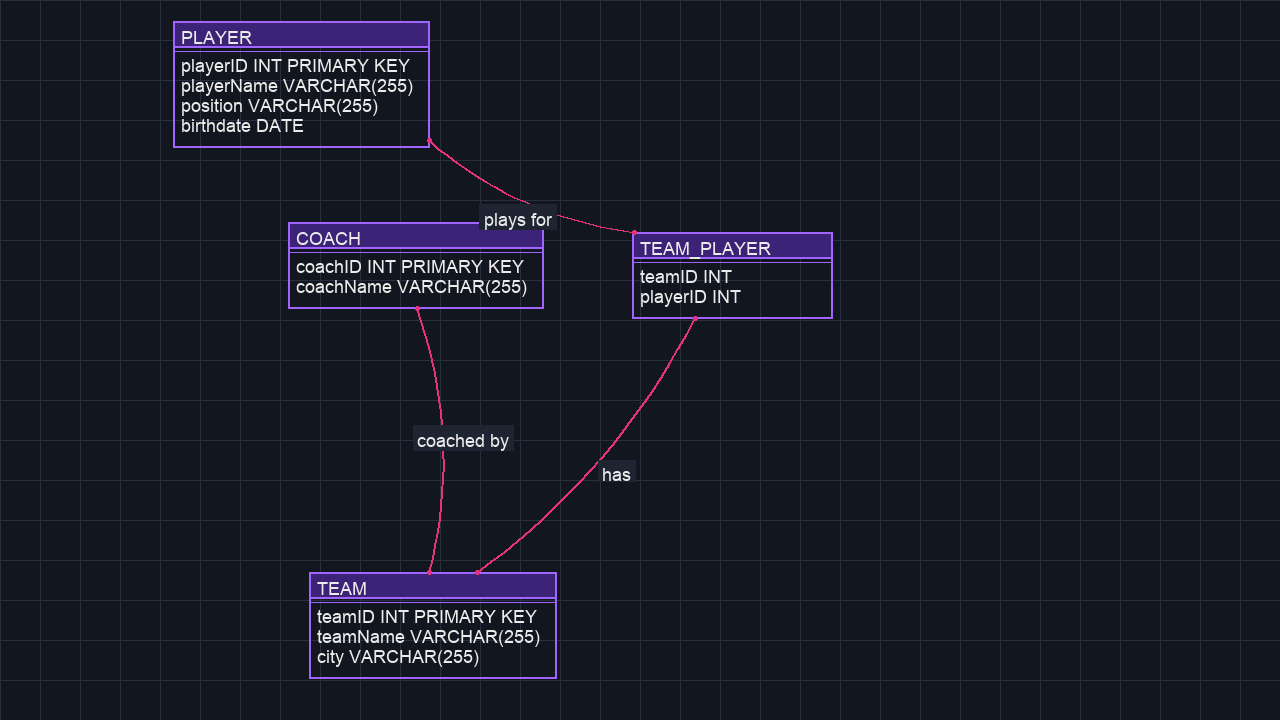 PLAYER
playerID INT PRIMARY KEY
playerName VARCHAR(255)
position VARCHAR(255)
birthdate DATE
plays for
COACH
coachID INT PRIMARY KEY
coachName VARCHAR(255)
TEAM_PLAYER
teamID INT
playerID INT
coached by
has
TEAM
teamID INT PRIMARY KEY
teamName VARCHAR(255)
city VARCHAR(255)